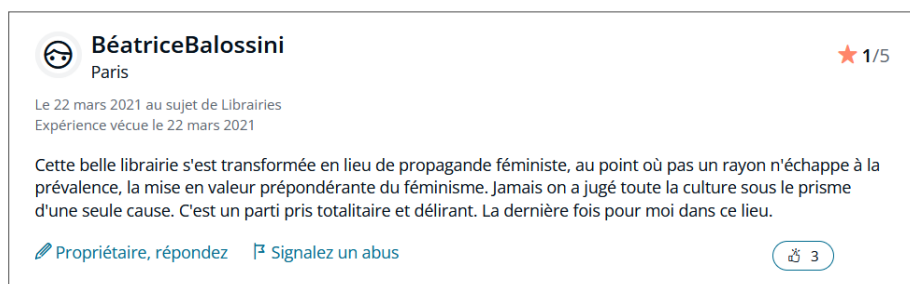 BéatriceBalossini
1/5
Paris
Le 22 mars 2021 au sujet de Librairies
Expérience vécue le 22 mars 2021
Cette belle librairie s'est transformée en lieu de propagande féministe, au point où pas un rayon n'échappe à la
prévalence, la mise en valeur prépondérante du féminisme. Jamais on a jugé toute la culture sous le prisme
d'une seule cause. C'est un parti pris totalitaire et délirant. La dernière fois pour moi dans ce lieu.
Propriétaire, répondez
Signalez un abus
3